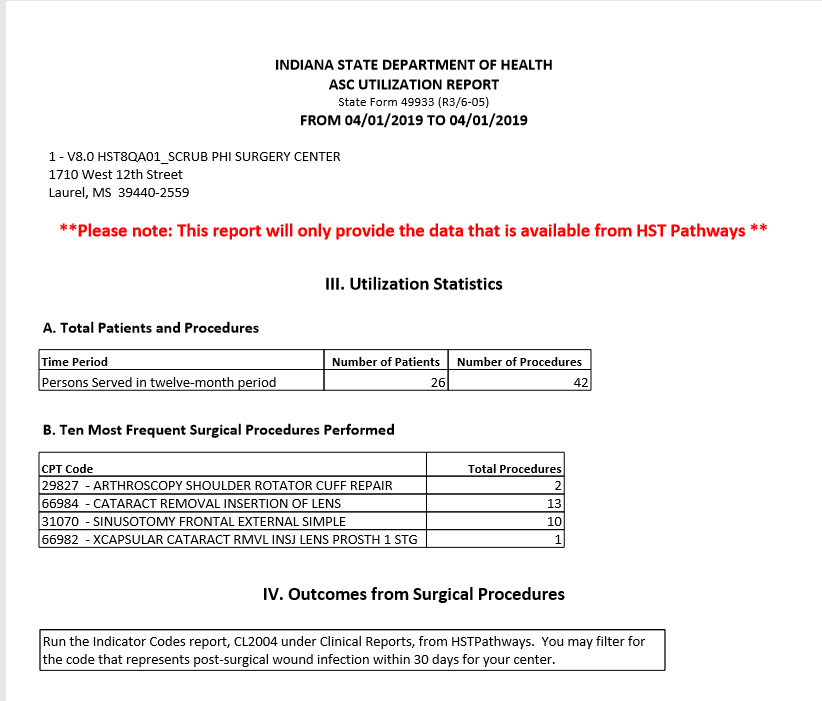 INDIANA STATE DEPARTMENT OF HEALTH
ASC UTILIZATION REPORT
State Form 49933 (R3/6-05)
FROM 04/01/2019 TO 04/01/2019
1 - V8.0 HST8QA01_SCRUB PHI SURGERY CENTER
1710 West 12th Street
Laurel, MS  39440-2559
**Please note: This report will only provide the data that is available from HST Pathways **
III. Utilization Statistics
A. Total Patients and Procedures
Time Period Number of Patients Number of Procedures
Persons Served in twelve-month period 26 42
B. Ten Most Frequent Surgical Procedures Performed
CPT Code Total Procedures
29827  - ARTHROSCOPY SHOULDER ROTATOR CUFF REPAIR 2
66984  - CATARACT REMOVAL INSERTION OF LENS 13
31070  - SINUSOTOMY FRONTAL EXTERNAL SIMPLE 10
66982  - XCAPSULAR CATARACT RMVL INSJ LENS PROSTH 1 STG 1
IV. Outcomes from Surgical Procedures
Run the Indicator Codes report, CL2004 under Clinical Reports, from HSTPathways.  You may filter for
the code that represents post-surgical wound infection within 30 days for your center.